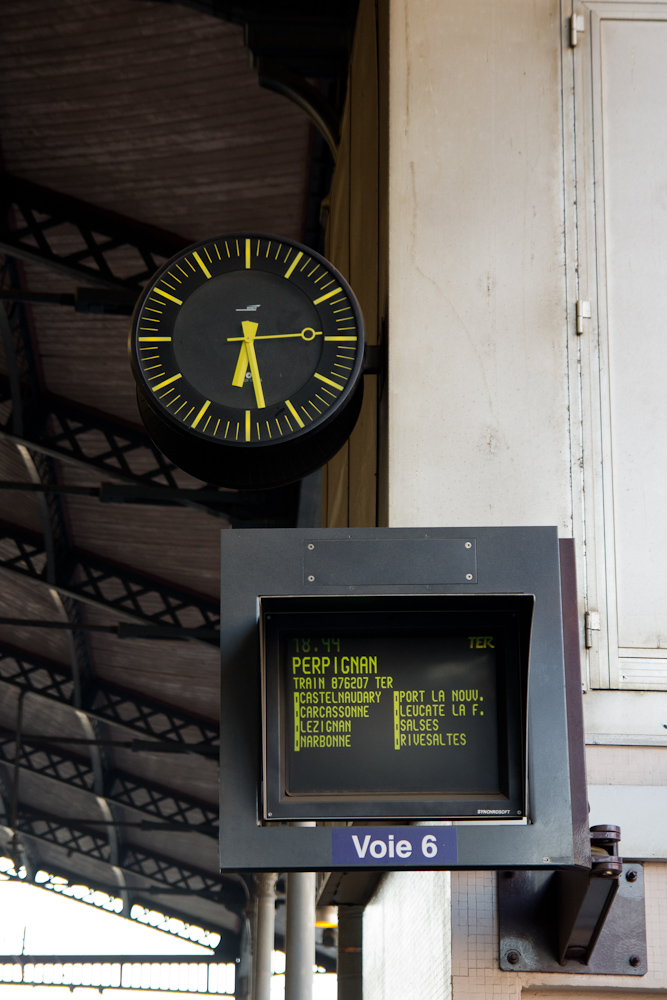 18.44 TER
PERPIGNAN
TRAIN 876207 TER
CASTELNAUDARY
CARCASSONNE
LEZIGNAN
NARBONNE
PORT LA NOUV.
LEUCATE LA F.
SALSES
RIVESALTES
SYNCHROSOFT
Voie 6